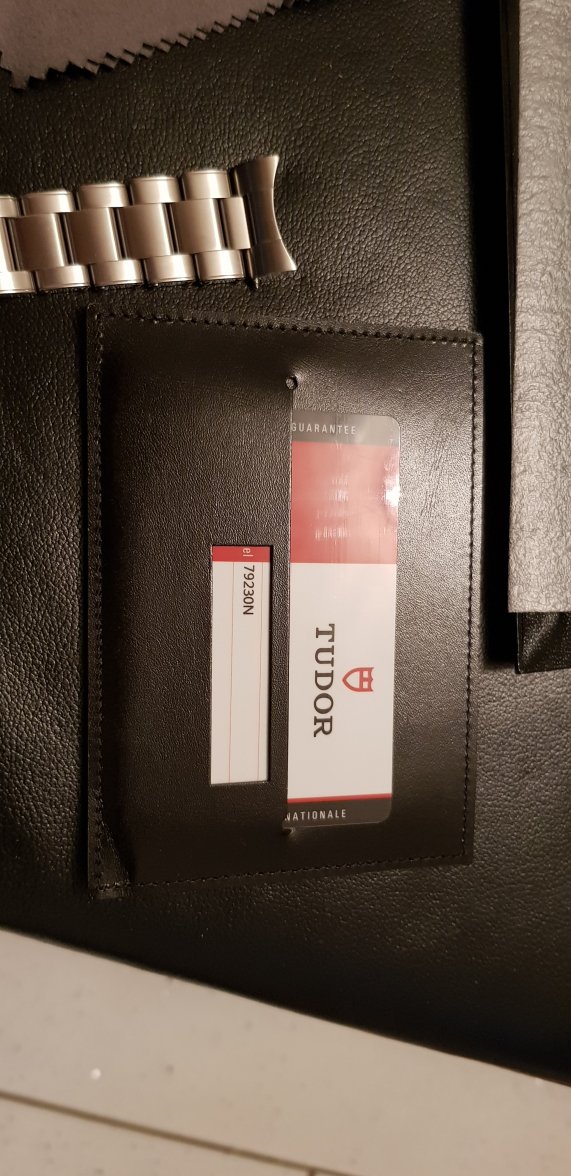 GUARANTEE
TUDOR
NATIONALE
el 79230N